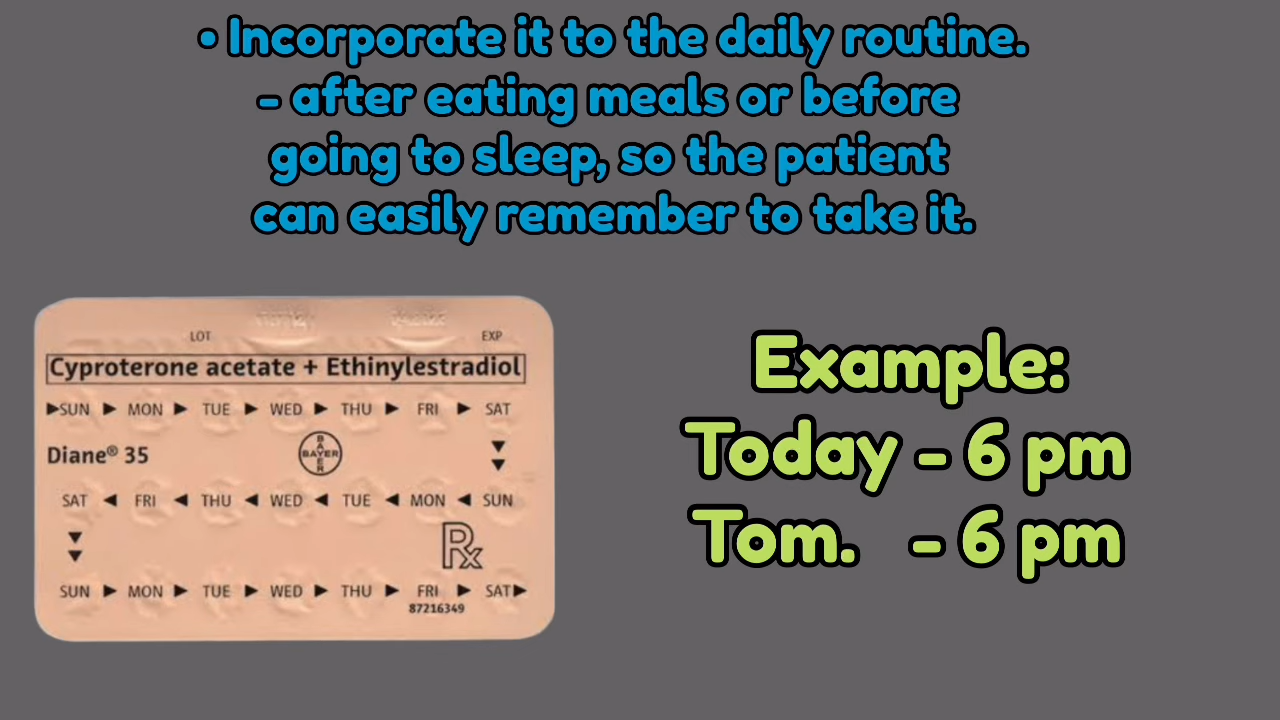 • Incorporate it to the daily routine.
- after eating meals or before
going to sleep, so the patient
can easily remember to take it.
LOT EXP
Cyproterone acetate + Ethinylestradiol
▶SUN ▶ MON ▶ TUE ▶ WED ▶ THU ▶ FRI ▶ SAT
Diane® 35
BAYER
BAYER
SAT ◀ FRI ◀ THU ◀ WED ◀ TUE ◀ MON ◀ SUN
Rx
SUN ▶ MON ▶ TUE ▶ WED ▶ THU ▶ FRI ▶ SAT▶
87216349
Example:
Today - 6 pm
Tom. - 6 pm